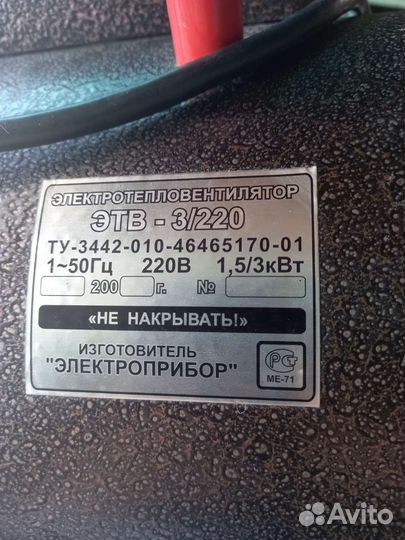 ЭЛЕКТРОТЕПЛОВЕНТИЛЯТОР
ЭТВ - 3/220
ТУ-3442-010-46465170-01
1~50Гц 220В 1,5/3кВт
200 г. №
«НЕ НАКРЫВАТЬ!»
ИЗГОТОВИТЕЛЬ
"ЭЛЕКТРОПРИБОР"
РСТ
МЕ-71
Avito